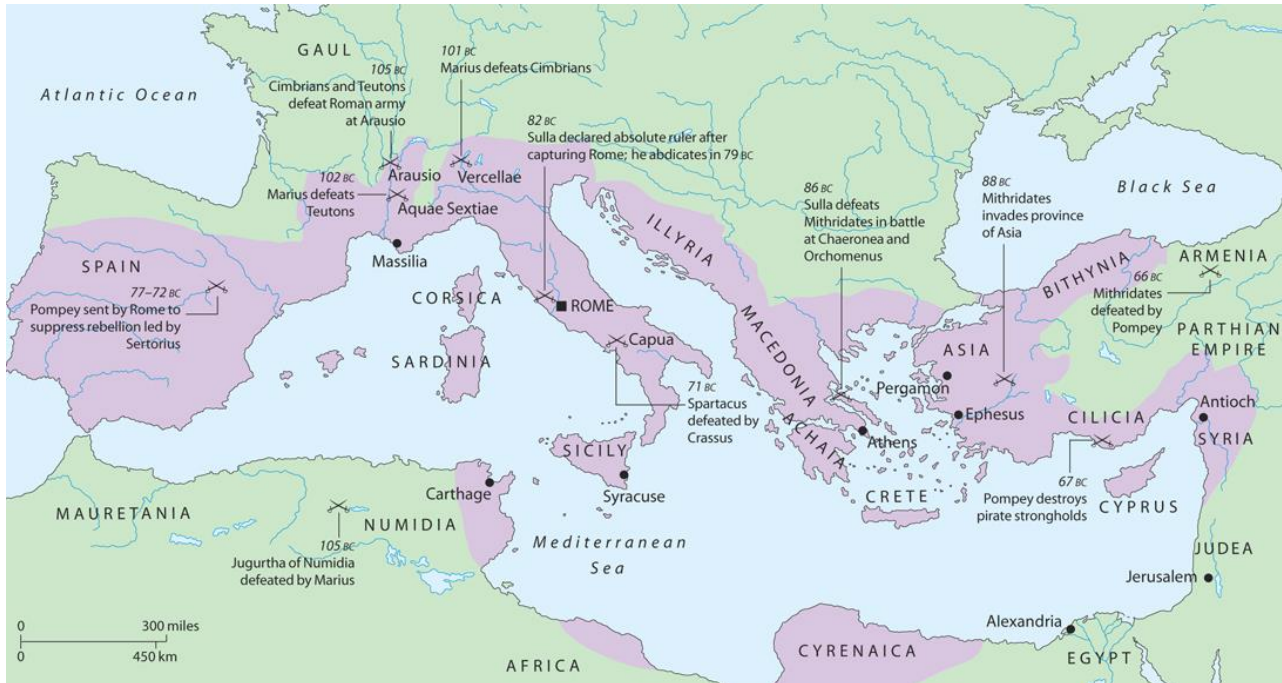 GAUL
Atlantic Ocean
105 BC
Cimbrians and Teutons
defeat Roman army
at Arausio
101 BC
Marius defeats Cimbrians
82 BC
Sulla declared absolute ruler after
capturing Rome; he abdicates in 79 BC
Arausio
Vercellae
102 BC
Marius defeats
Teutons
Aquae Sextiae
Massilia
86 BC
Sulla defeats
Mithridates in battle
at Chaeronea and
Orchomenus
88 BC
Mithridates
invades province
of Asia
Black Sea
ILLYRIA
BITHYNIA
ARMENIA
66 BC
Mithridates
defeated by
Pompey
SPAIN
77–72 BC
Pompey sent by Rome to
suppress rebellion led by
Sertorius
CORSICA
ROME
SARDINIA
Capua
MACEDONIA
PARTHIAN
EMPIRE
ASIA
Pergamon
Ephesus
CILICIA
Antioch
SYRIA
71 BC
Spartacus
defeated by
Crassus
ACHAIA
Athens
SICILY
Syracuse
Carthage
CRETE
67 BC
Pompey destroys
pirate strongholds
CYPRUS
MAURETANIA
NUMIDIA
105 BC
Jugurtha of Numidia
defeated by Marius
Mediterranean
Sea
JUDEA
Jerusalem
Alexandria
EGYPT
CYRENAICA
AFRICA
0 300 miles
0 450 km